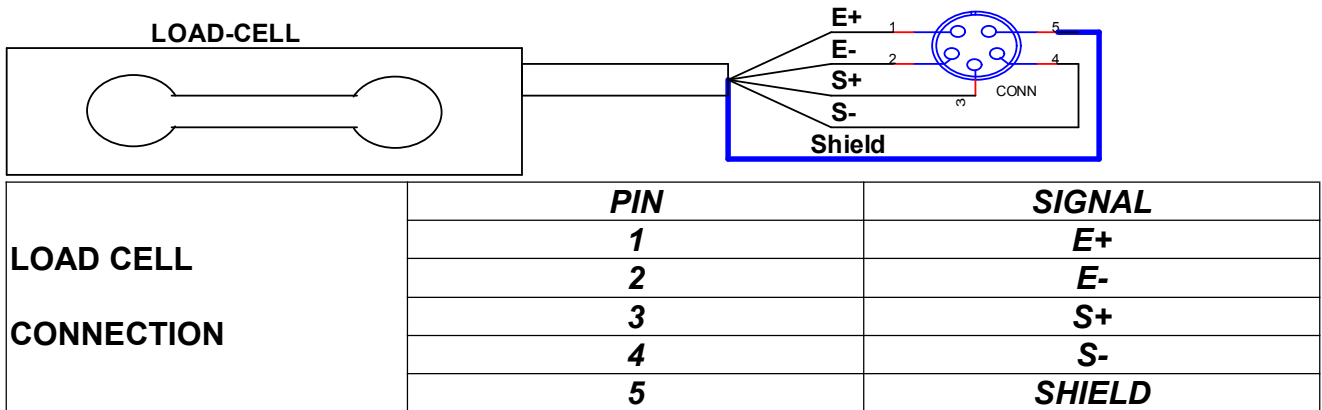 LOAD-CELL
E+
E-
S+
S-
Shield
1
2
3
4
5
CONN
LOAD CELL
CONNECTION
PIN SIGNAL
1 E+
2 E-
3 S+
4 S-
5 SHIELD